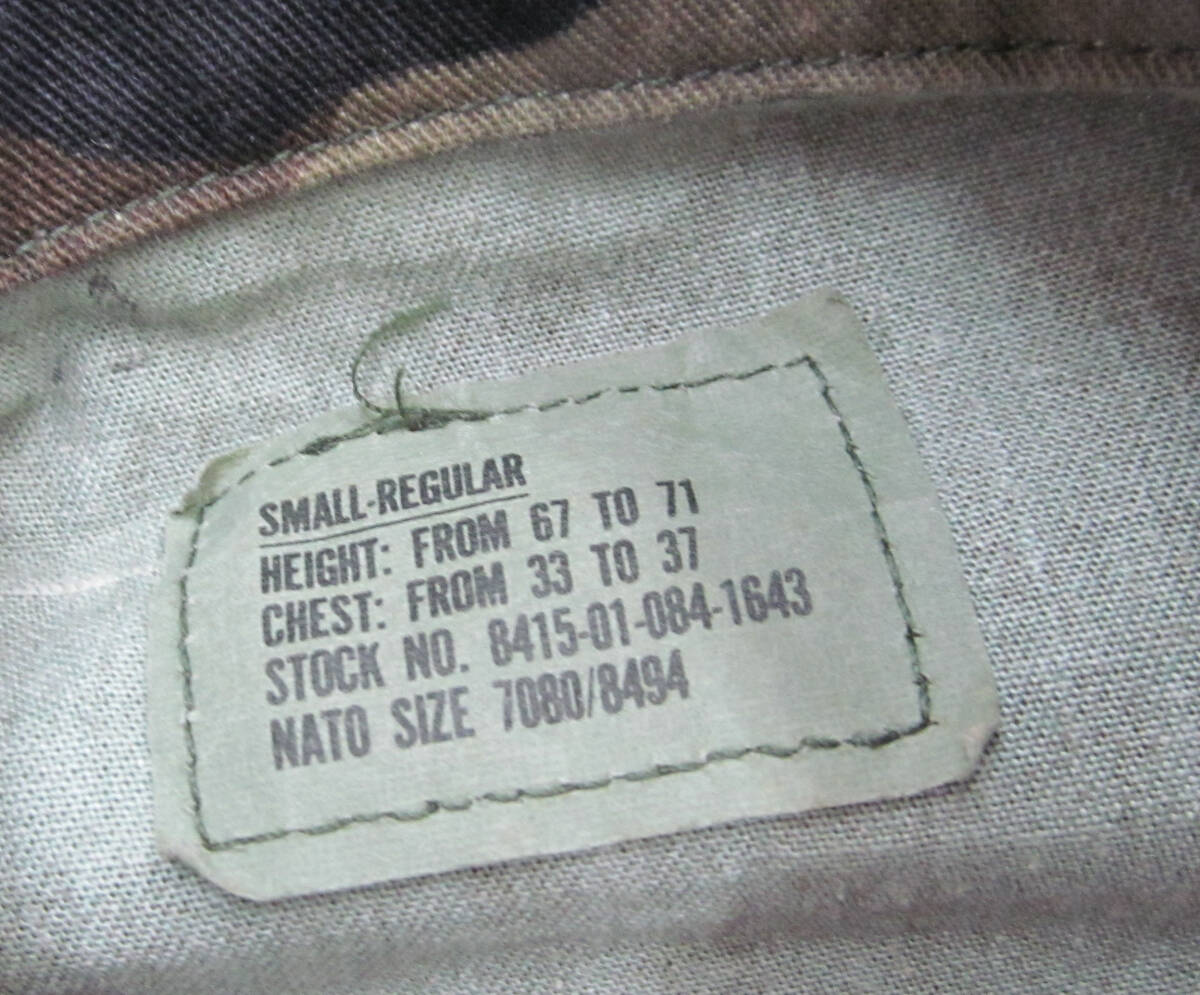 SMALL-REGULAR
HEIGHT: FROM 67 TO 71
CHEST: FROM 33 TO 37
STOCK NO. 8415-01-084-1643
NATO SIZE 7080/8494